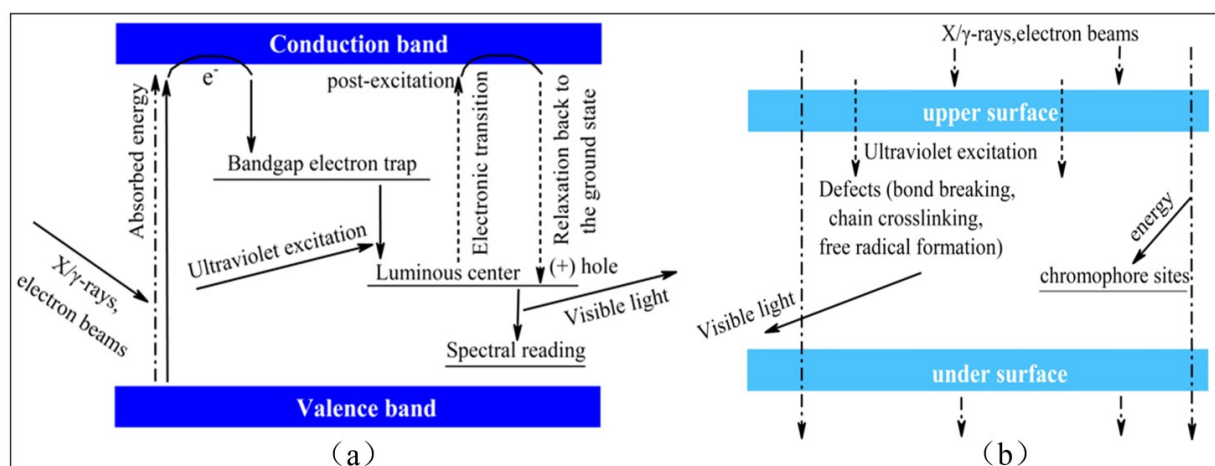 Conduction band
e-
post-excitation
Absorbed energy
Bandgap electron trap
Electronic transition
Relaxation back to
the ground state
Ultraviolet excitation
Luminous center
(+) hole
X/γ-rays,
electron beams
Visible light
Spectral reading
Valence band
(a)
X/γ-rays,electron beams
upper surface
Ultraviolet excitation
Defects (bond breaking,
chain crosslinking,
free radical formation)
energy
chromophore sites
Visible light
under surface
(b)